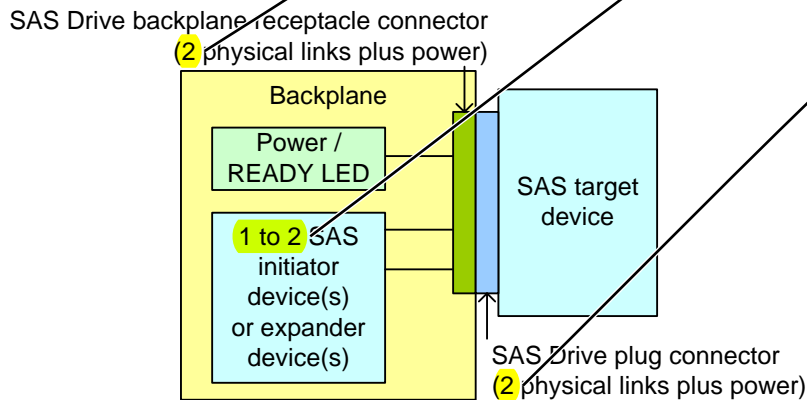 SAS Drive backplane receptacle connector
(2 physical links plus power)
Backplane
Power /
READY LED
SAS target
device
1 to 2 SAS
initiator
device(s)
or expander
device(s)
SAS Drive plug connector
(2 physical links plus power)